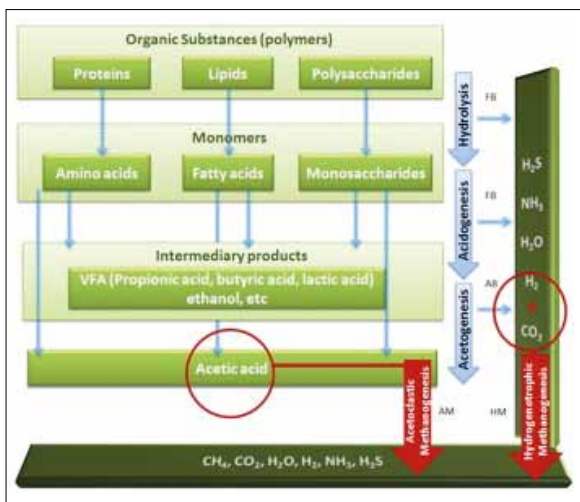 Organic Substances (polymers)
Proteins
Lipids
Polysaccharides
Monomers
Amino acids
Fatty acids
Monosaccharides
Intermediary products
VFA (Propionic acid, butyric acid, lactic acid)
ethanol, etc
Acetic acid
Hydrolysis
FB
Acidogenesis
FB
Acetogenesis
AB
H₂S
NH₃
H₂O
H₂
+
CO₂
Acetoclastic
Methanogenesis
AM
HM
Hydrogenotrophic
Methanogenesis
CH₄, CO₂, H₂O, H₂, NH₃, H₂S